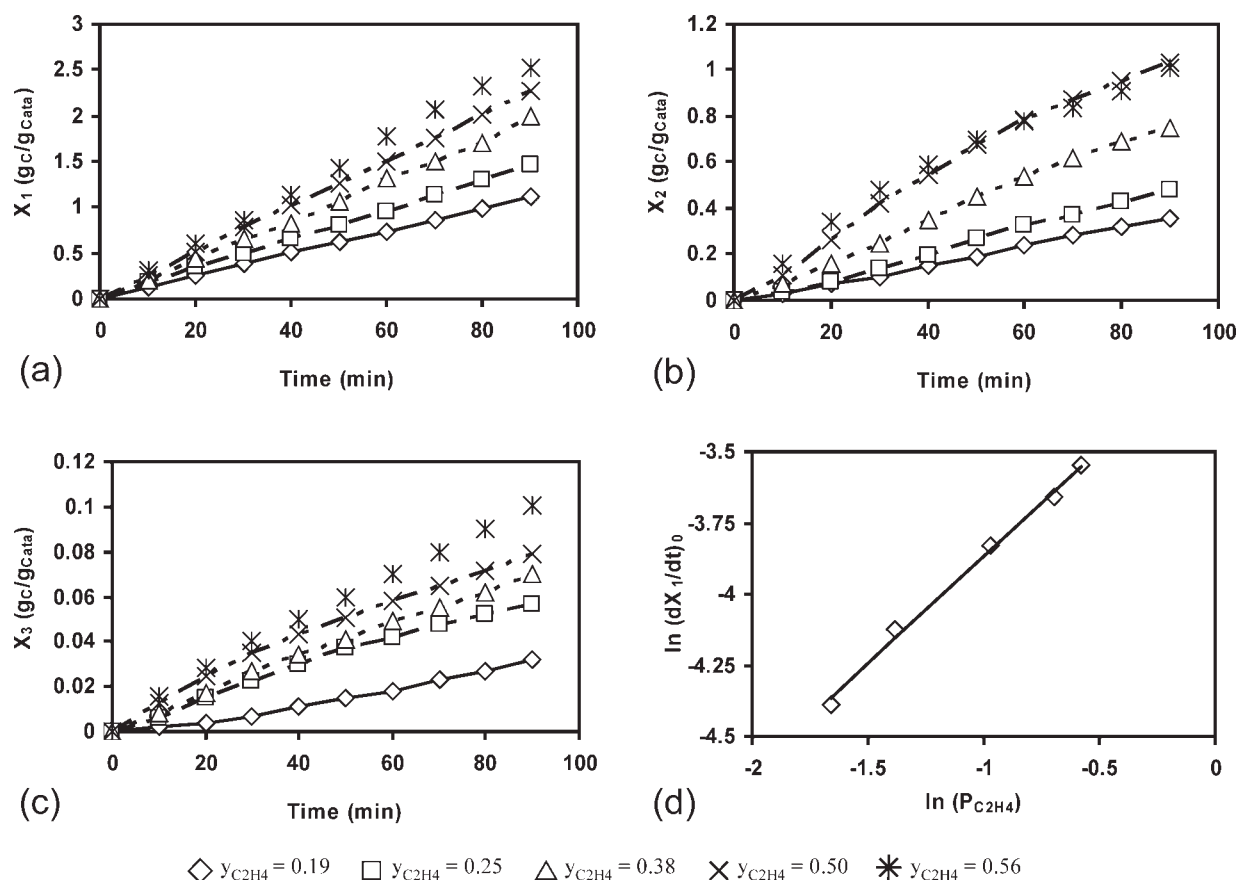 X1 (gC/gCata)
3
2.5
2
1.5
1
0.5
0
0 20 40 60 80 100
Time (min)
(a)
X2 (gC/gCata)
1.2
1
0.8
0.6
0.4
0.2
0
0 20 40 60 80 100
Time (min)
(b)
X3 (gC/gCata)
0.12
0.1
0.08
0.06
0.04
0.02
0
0 20 40 60 80 100
Time (min)
(c)
ln (dX1/dt)0
-3.5
-3.75
-4
-4.25
-4.5
-2 -1.5 -1 -0.5 0
ln (PC2H4)
(d)
yC2H4 = 0.19 yC2H4 = 0.25 yC2H4 = 0.38 yC2H4 = 0.50 yC2H4 = 0.56